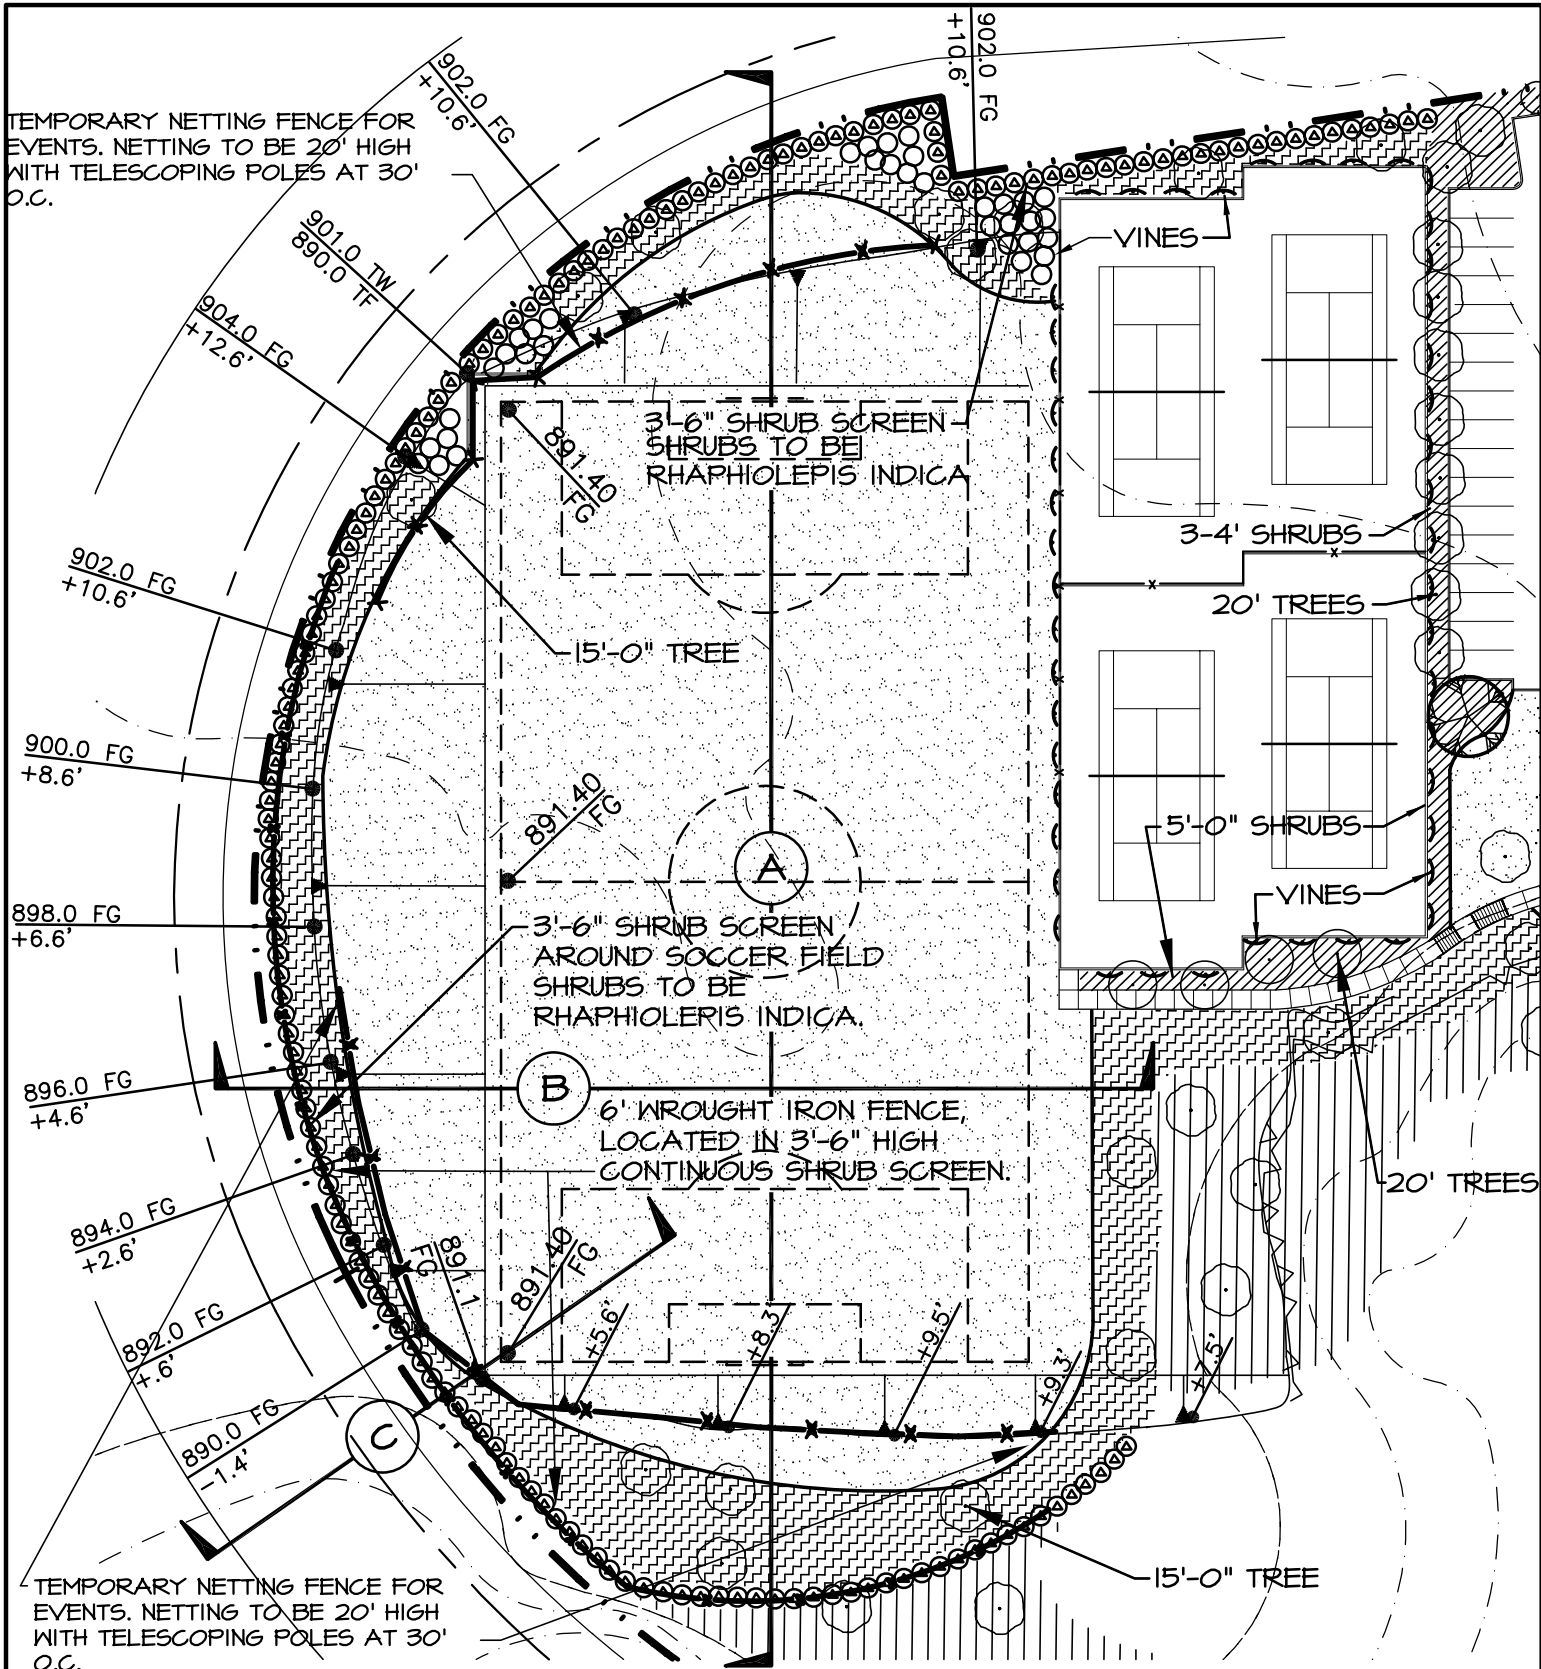 902.0 FG
+10.6'
902.0 FG
+10.6'
TEMPORARY NETTING FENCE FOR
EVENTS. NETTING TO BE 20' HIGH
WITH TELESCOPING POLES AT 30'
O.C.
901.0 TW
890.0 TF
904.0 FG
+12.6'
VINES
3'-6" SHRUB SCREEN
SHRUBS TO BE
RHAPHIOLEPIS INDICA
891.40
FG
3-4' SHRUBS
902.0 FG
+10.6'
20' TREES
15'-0" TREE
900.0 FG
+8.6'
891.40
FG
5'-0" SHRUBS
A
VINES
898.0 FG
+6.6'
3'-6" SHRUB SCREEN
AROUND SOCCER FIELD
SHRUBS TO BE
RHAPHIOLEPIS INDICA.
896.0 FG
+4.6'
B
6' WROUGHT IRON FENCE,
LOCATED IN 3'-6" HIGH
CONTINUOUS SHRUB SCREEN.
20' TREES
894.0 FG
+2.6'
891.1
FG
891.40
FG
892.0 FG
+.6'
+5.6'
+8.3'
+9.5'
+9.3'
+7.5'
890.0 FG
-1.4'
C
15'-0" TREE
TEMPORARY NETTING FENCE FOR
EVENTS. NETTING TO BE 20' HIGH
WITH TELESCOPING POLES AT 30'
O.C.